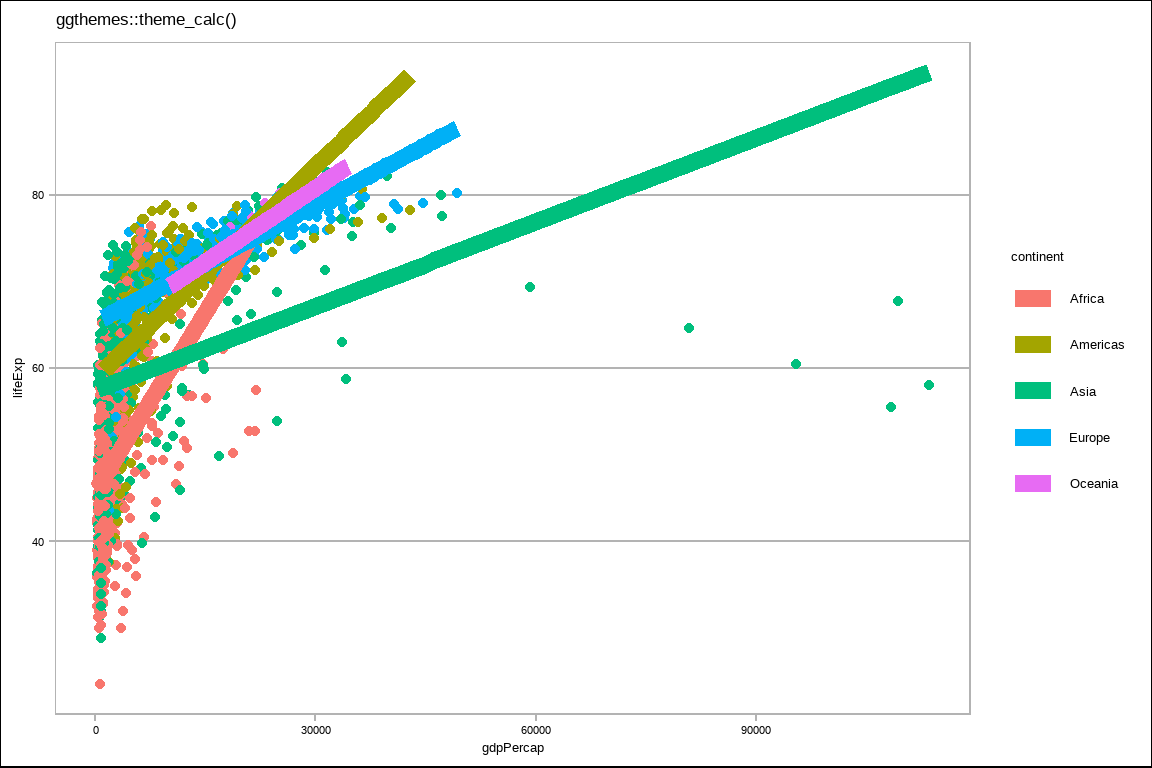 ggthemes::theme_calc()
lifeExp
80
60
40
0
30000
60000
90000
gdpPercap
continent
Africa
Americas
Asia
Europe
Oceania